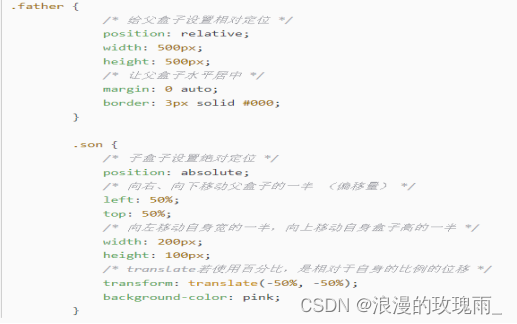 .father {
/* 给父盒子设置相对定位 */
position: relative;
width: 500px;
height: 500px;
/* 让父盒子水平居中 */
margin: 0 auto;
border: 3px solid #000;
}
.son {
/* 子盒子设置绝对定位 */
position: absolute;
/* 向右、向下移动父盒子的一半 （偏移量） */
left: 50%;
top: 50%;
/* 向左移动自身宽的一半，向上移动自身盒子高的一半 */
width: 200px;
height: 100px;
/* translate若使用百分比，是相对于自身的比例的位移 */
transform: translate(-50%, -50%);
background-color: pink;
}
CSDN @浪漫的玫瑰雨_